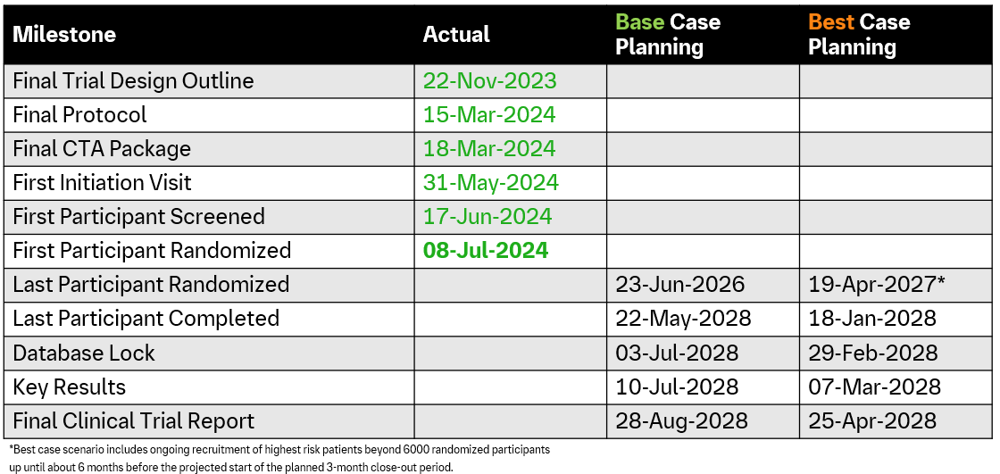 Milestone Actual Base Case Planning Best Case Planning
Final Trial Design Outline 22-Nov-2023
Final Protocol 15-Mar-2024
Final CTA Package 18-Mar-2024
First Initiation Visit 31-May-2024
First Participant Screened 17-Jun-2024
First Participant Randomized 08-Jul-2024
Last Participant Randomized 23-Jun-2026 19-Apr-2027*
Last Participant Completed 22-May-2028 18-Jan-2028
Database Lock 03-Jul-2028 29-Feb-2028
Key Results 10-Jul-2028 07-Mar-2028
Final Clinical Trial Report 28-Aug-2028 25-Apr-2028
*Best case scenario includes ongoing recruitment of highest risk patients beyond 6000 randomized participants
up until about 6 months before the projected start of the planned 3-month close-out period.